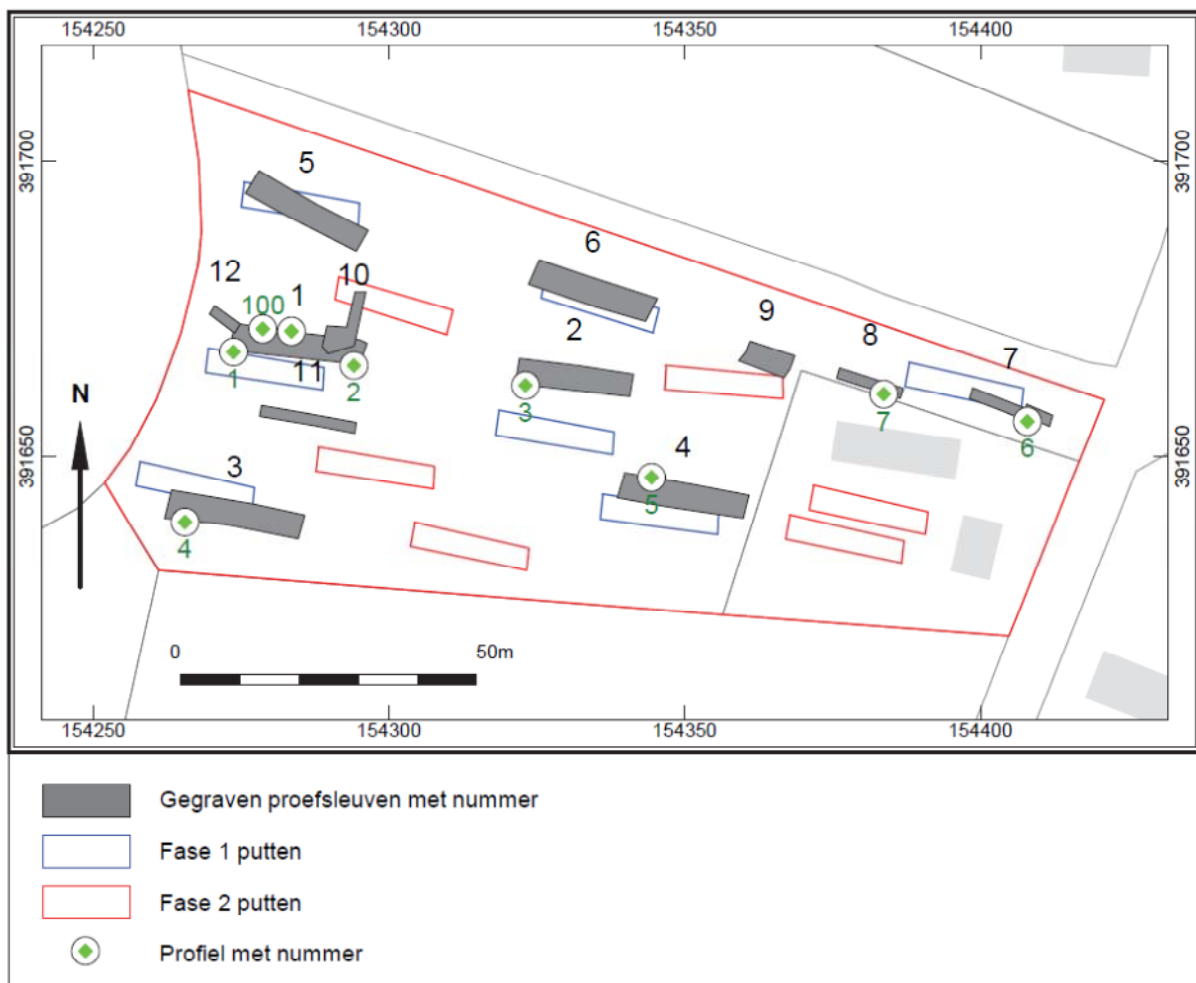 154250 154300 154350 154400
391700 391700
5
6
12 10
100 1
2 9
8
7
1 11 2
3
7
6
391650 391650
N
3
4
5
4
0 50m
154250 154300 154350 154400
Gegraven proefsleuven met nummer
Fase 1 putten
Fase 2 putten
Profiel met nummer